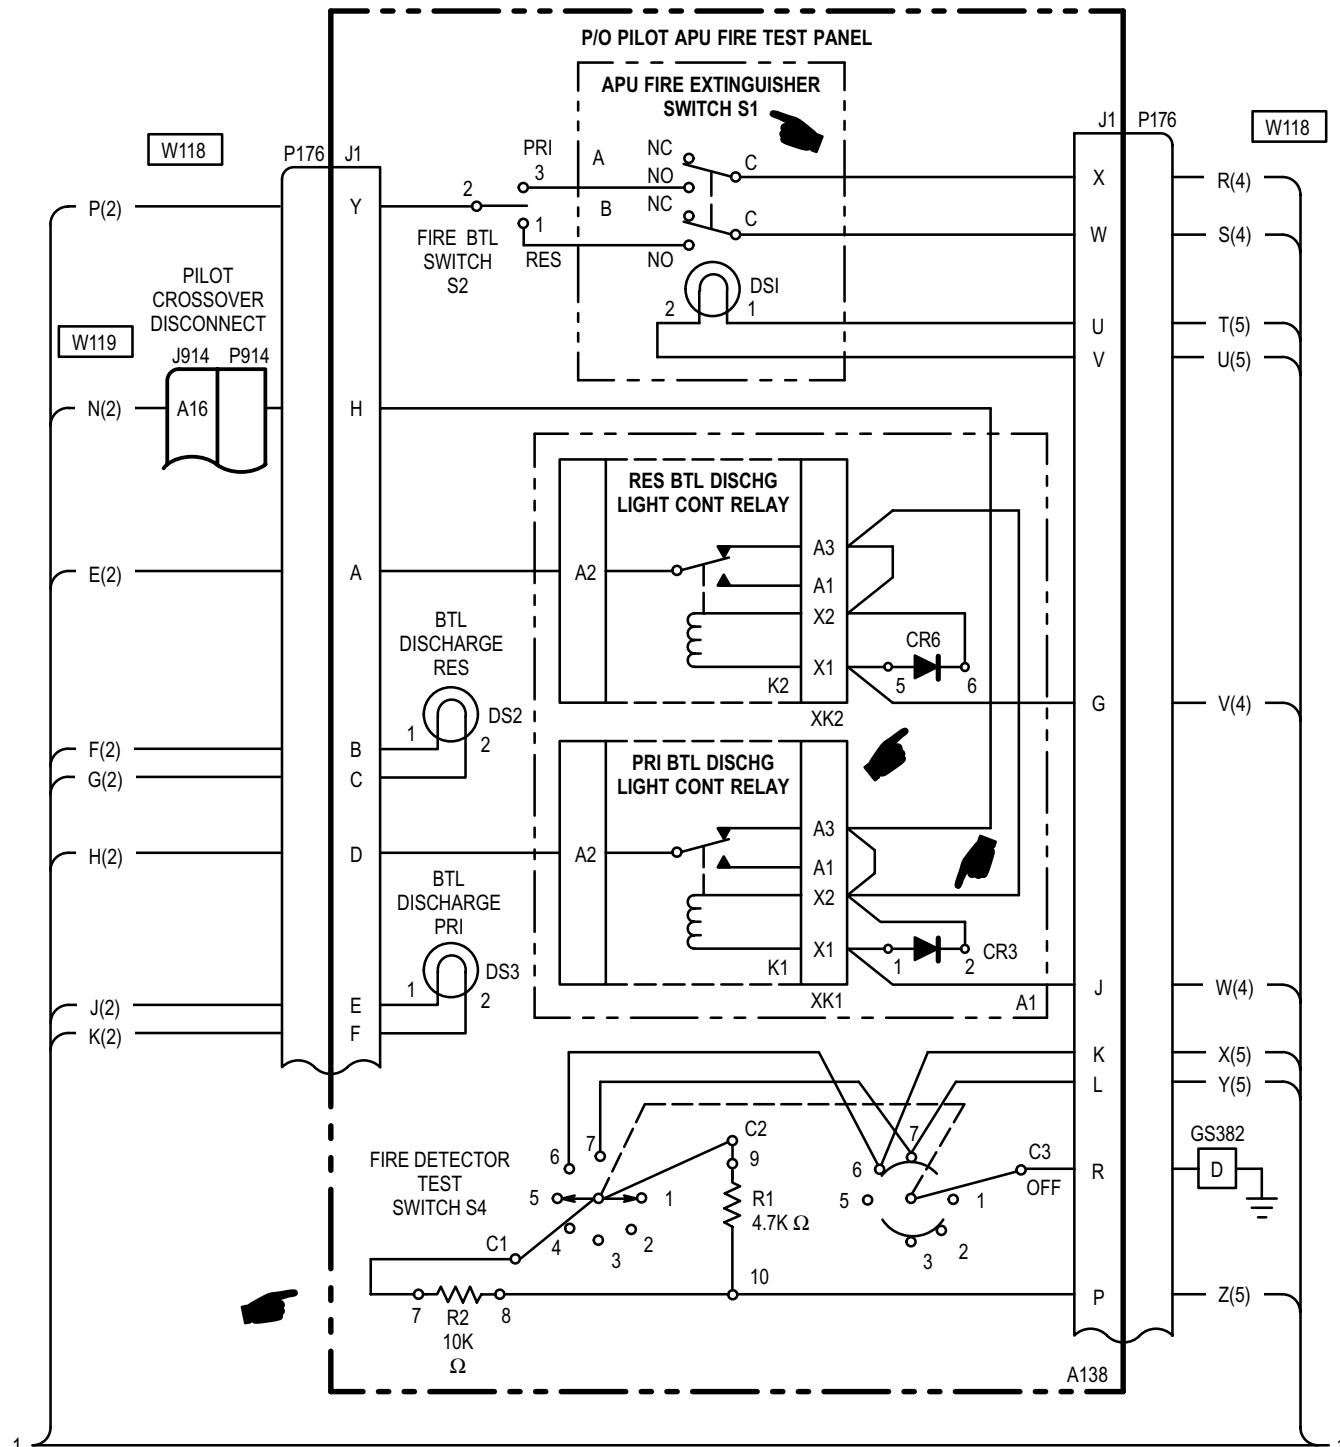 P/O PILOT APU FIRE TEST PANEL
APU FIRE EXTINGUISHER
SWITCH S1
W118
P176 J1
J1 P176
W118
PRI
3
A
NC
C
NO
X
R(4)
P(2)
Y
2
B
NC
1
C
W
S(4)
FIRE BTL
SWITCH
S2
RES
NO
PILOT
CROSSOVER
DISCONNECT
DSI
2
1
U
T(5)
W119
V
U(5)
J914 P914
N(2)
A16
H
RES BTL DISCHG
LIGHT CONT RELAY
A3
E(2)
A
A2
A1
X2
BTL
DISCHARGE
RES
CR6
X1
5
6
K2
G
V(4)
DS2
XK2
1
2
F(2)
B
G(2)
C
PRI BTL DISCHG
LIGHT CONT RELAY
A3
H(2)
D
A2
A1
BTL
DISCHARGE
PRI
X2
X1
1
2
CR3
K1
DS3
1
2
XK1
A1
J
W(4)
J(2)
E
K(2)
F
K
X(5)
L
Y(5)
FIRE DETECTOR
TEST
SWITCH S4
6
7
C2
9
7
6
C3
OFF
R
GS382
D
5
1
R1
4.7K Ω
5
1
4
3
2
C1
3
2
10
7
R2
10K
Ω
8
P
Z(5)
A138
1